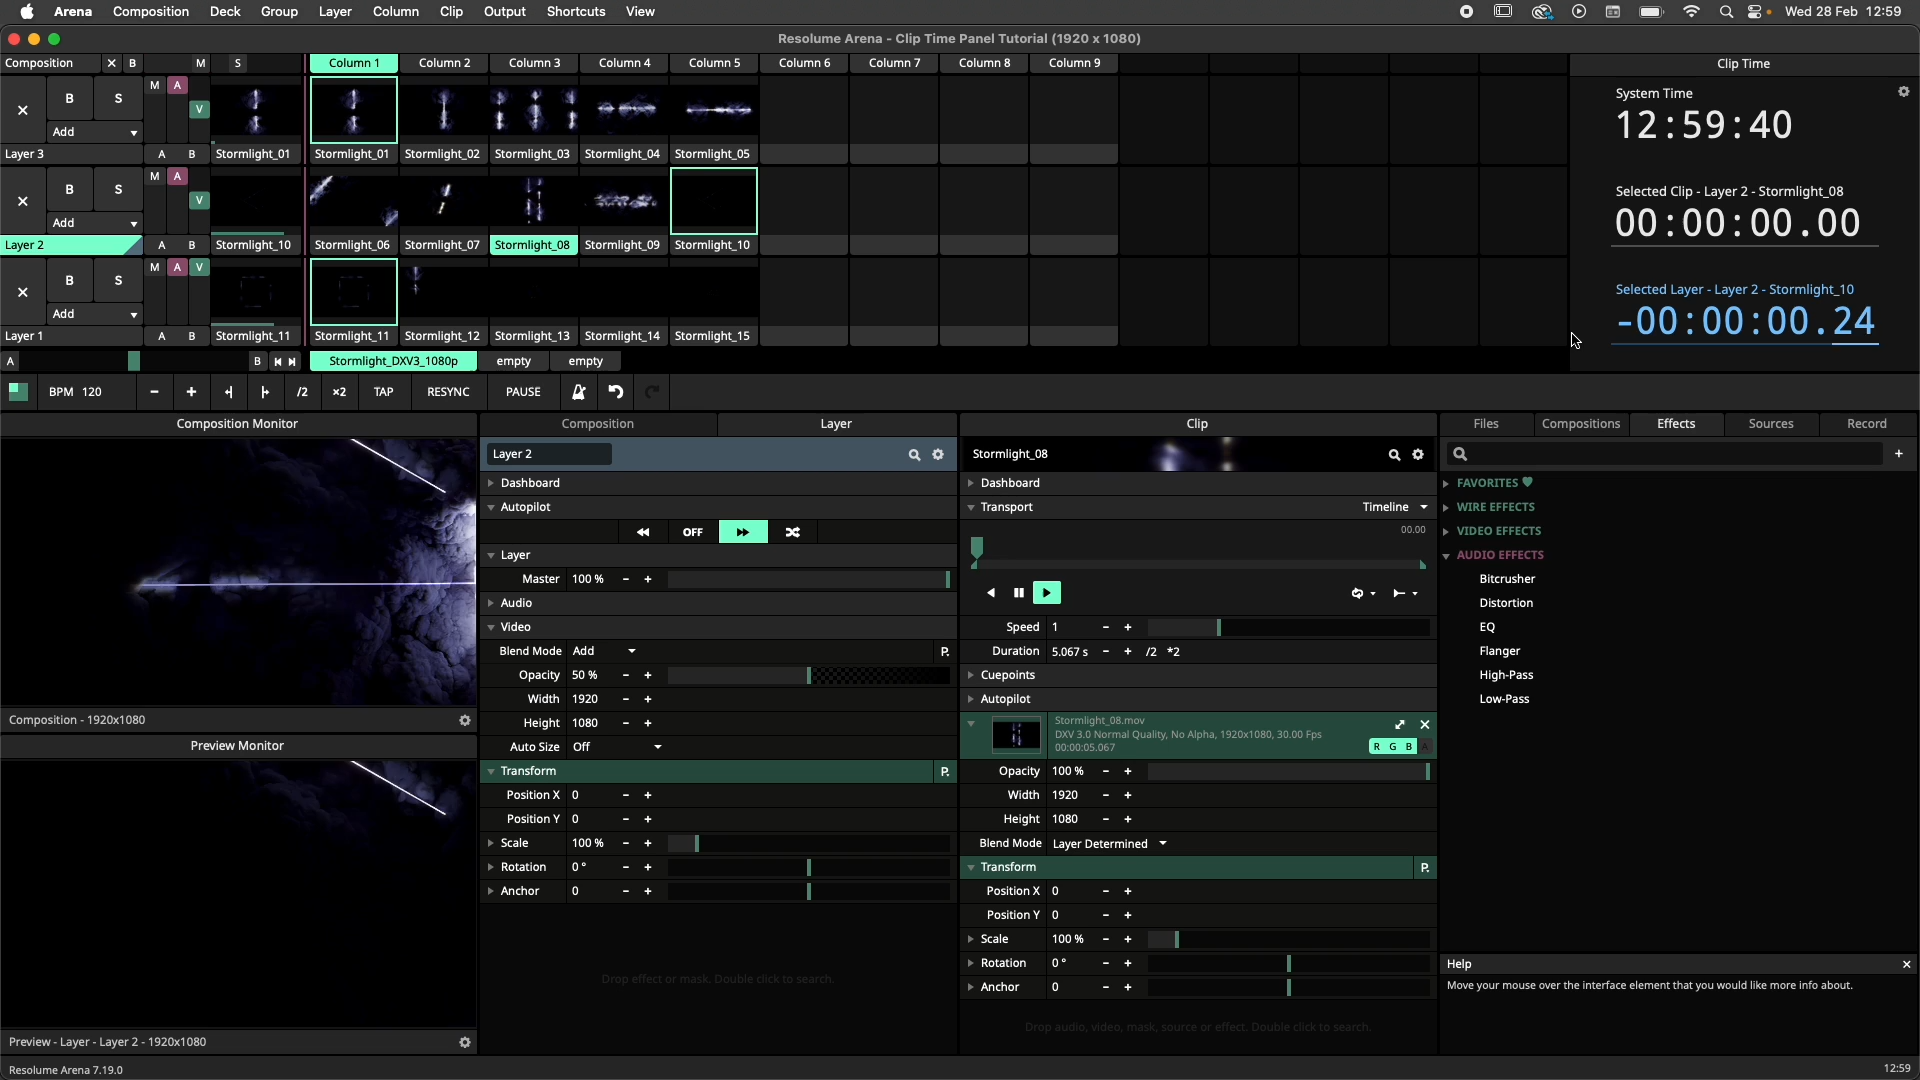 Arena Composition Deck Group Layer Column Clip Output Shortcuts View Wed 28 Feb 12:59
Resolume Arena - Clip Time Panel Tutorial (1920 x 1080)
Composition X B M S Column 1 Column 2 Column 3 Column 4 Column 5 Column 6 Column 7 Column 8 Column 9 Clip Time
B S M A V
Add
Layer 3 A B Stormlight_01 Stormlight_01 Stormlight_02 Stormlight_03 Stormlight_04 Stormlight_05
B S M A V
Add
Layer 2 A B Stormlight_10 Stormlight_06 Stormlight_07 Stormlight_08 Stormlight_09 Stormlight_10
B S M A V
Add
Layer 1 A B Stormlight_11 Stormlight_11 Stormlight_12 Stormlight_13 Stormlight_14 Stormlight_15
A B Stormlight_DXV3_1080p empty empty
System Time
12:59:40
Selected Clip - Layer 2 - Stormlight_08
00:00:00.00
Selected Layer - Layer 2 - Stormlight_10
-00:00:00.24
BPM 120 - + /2 ×2 TAP RESYNC PAUSE
Composition Monitor
Composition - 1920x1080
Preview Monitor
Preview - Layer - Layer 2 - 1920x1080
Composition Layer
Layer 2
Dashboard
Autopilot
OFF
Layer
Master 100 % - +
Audio
Video
Blend Mode Add P.
Opacity 50 % - +
Width 1920 - +
Height 1080 - +
Auto Size Off
Transform P.
Position X 0 - +
Position Y 0 - +
Scale 100 % - +
Rotation 0 ° - +
Anchor 0 - +
Drop effect or mask. Double click to search.
Clip
Stormlight_08
Dashboard
Transport Timeline
00.00
Speed 1 - +
Duration 5.067 s - + /2 *2
Cuepoints
Autopilot
Stormlight_08.mov
DXV 3.0 Normal Quality, No Alpha, 1920x1080, 30.00 Fps
00:00:05.067 R G B A
Opacity 100 % - +
Width 1920 - +
Height 1080 - +
Blend Mode Layer Determined
Transform P.
Position X 0 - +
Position Y 0 - +
Scale 100 % - +
Rotation 0 ° - +
Anchor 0 - +
Drop audio, video, mask, source or effect. Double click to search.
Files Compositions Effects Sources Record
+
FAVORITES
WIRE EFFECTS
VIDEO EFFECTS
AUDIO EFFECTS
Bitcrusher
Distortion
EQ
Flanger
High-Pass
Low-Pass
Help
Move your mouse over the interface element that you would like more info about.
Resolume Arena 7.19.0 12:59